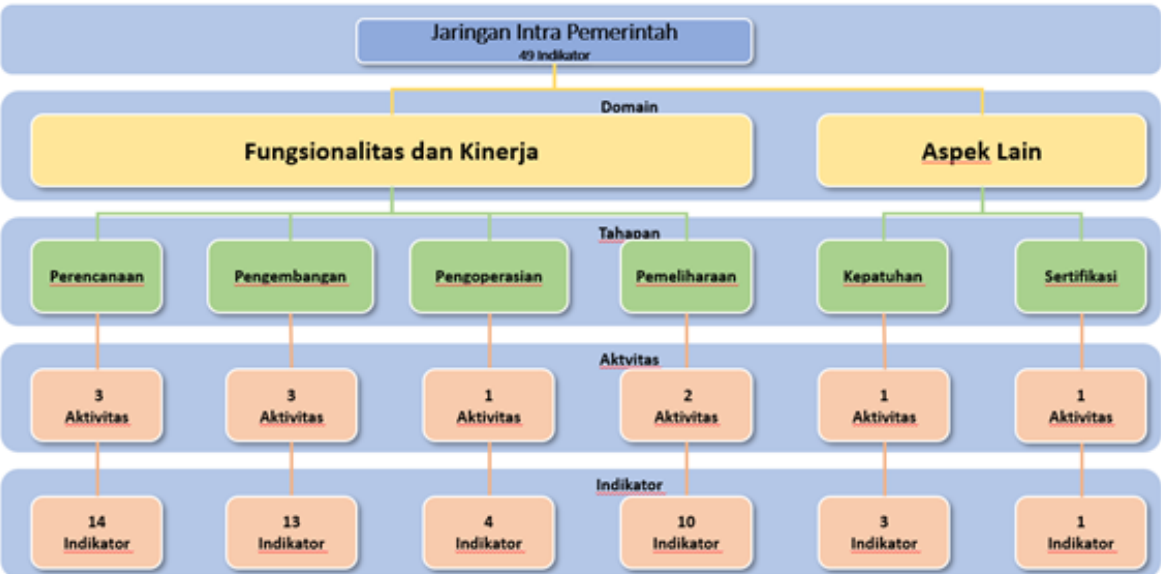 Jaringan Intra Pemerintah
49 Indikator
Domain
Fungsionalitas dan Kinerja
Aspek Lain
Tahapan
Perencanaan
Pengembangan
Pengoperasian
Pemeliharaan
Kepatuhan
Sertifikasi
Aktvitas
3
Aktivitas
3
Aktivitas
1
Aktivitas
2
Aktivitas
1
Aktivitas
1
Aktivitas
Indikator
14
Indikator
13
Indikator
4
Indikator
10
Indikator
3
Indikator
1
Indikator